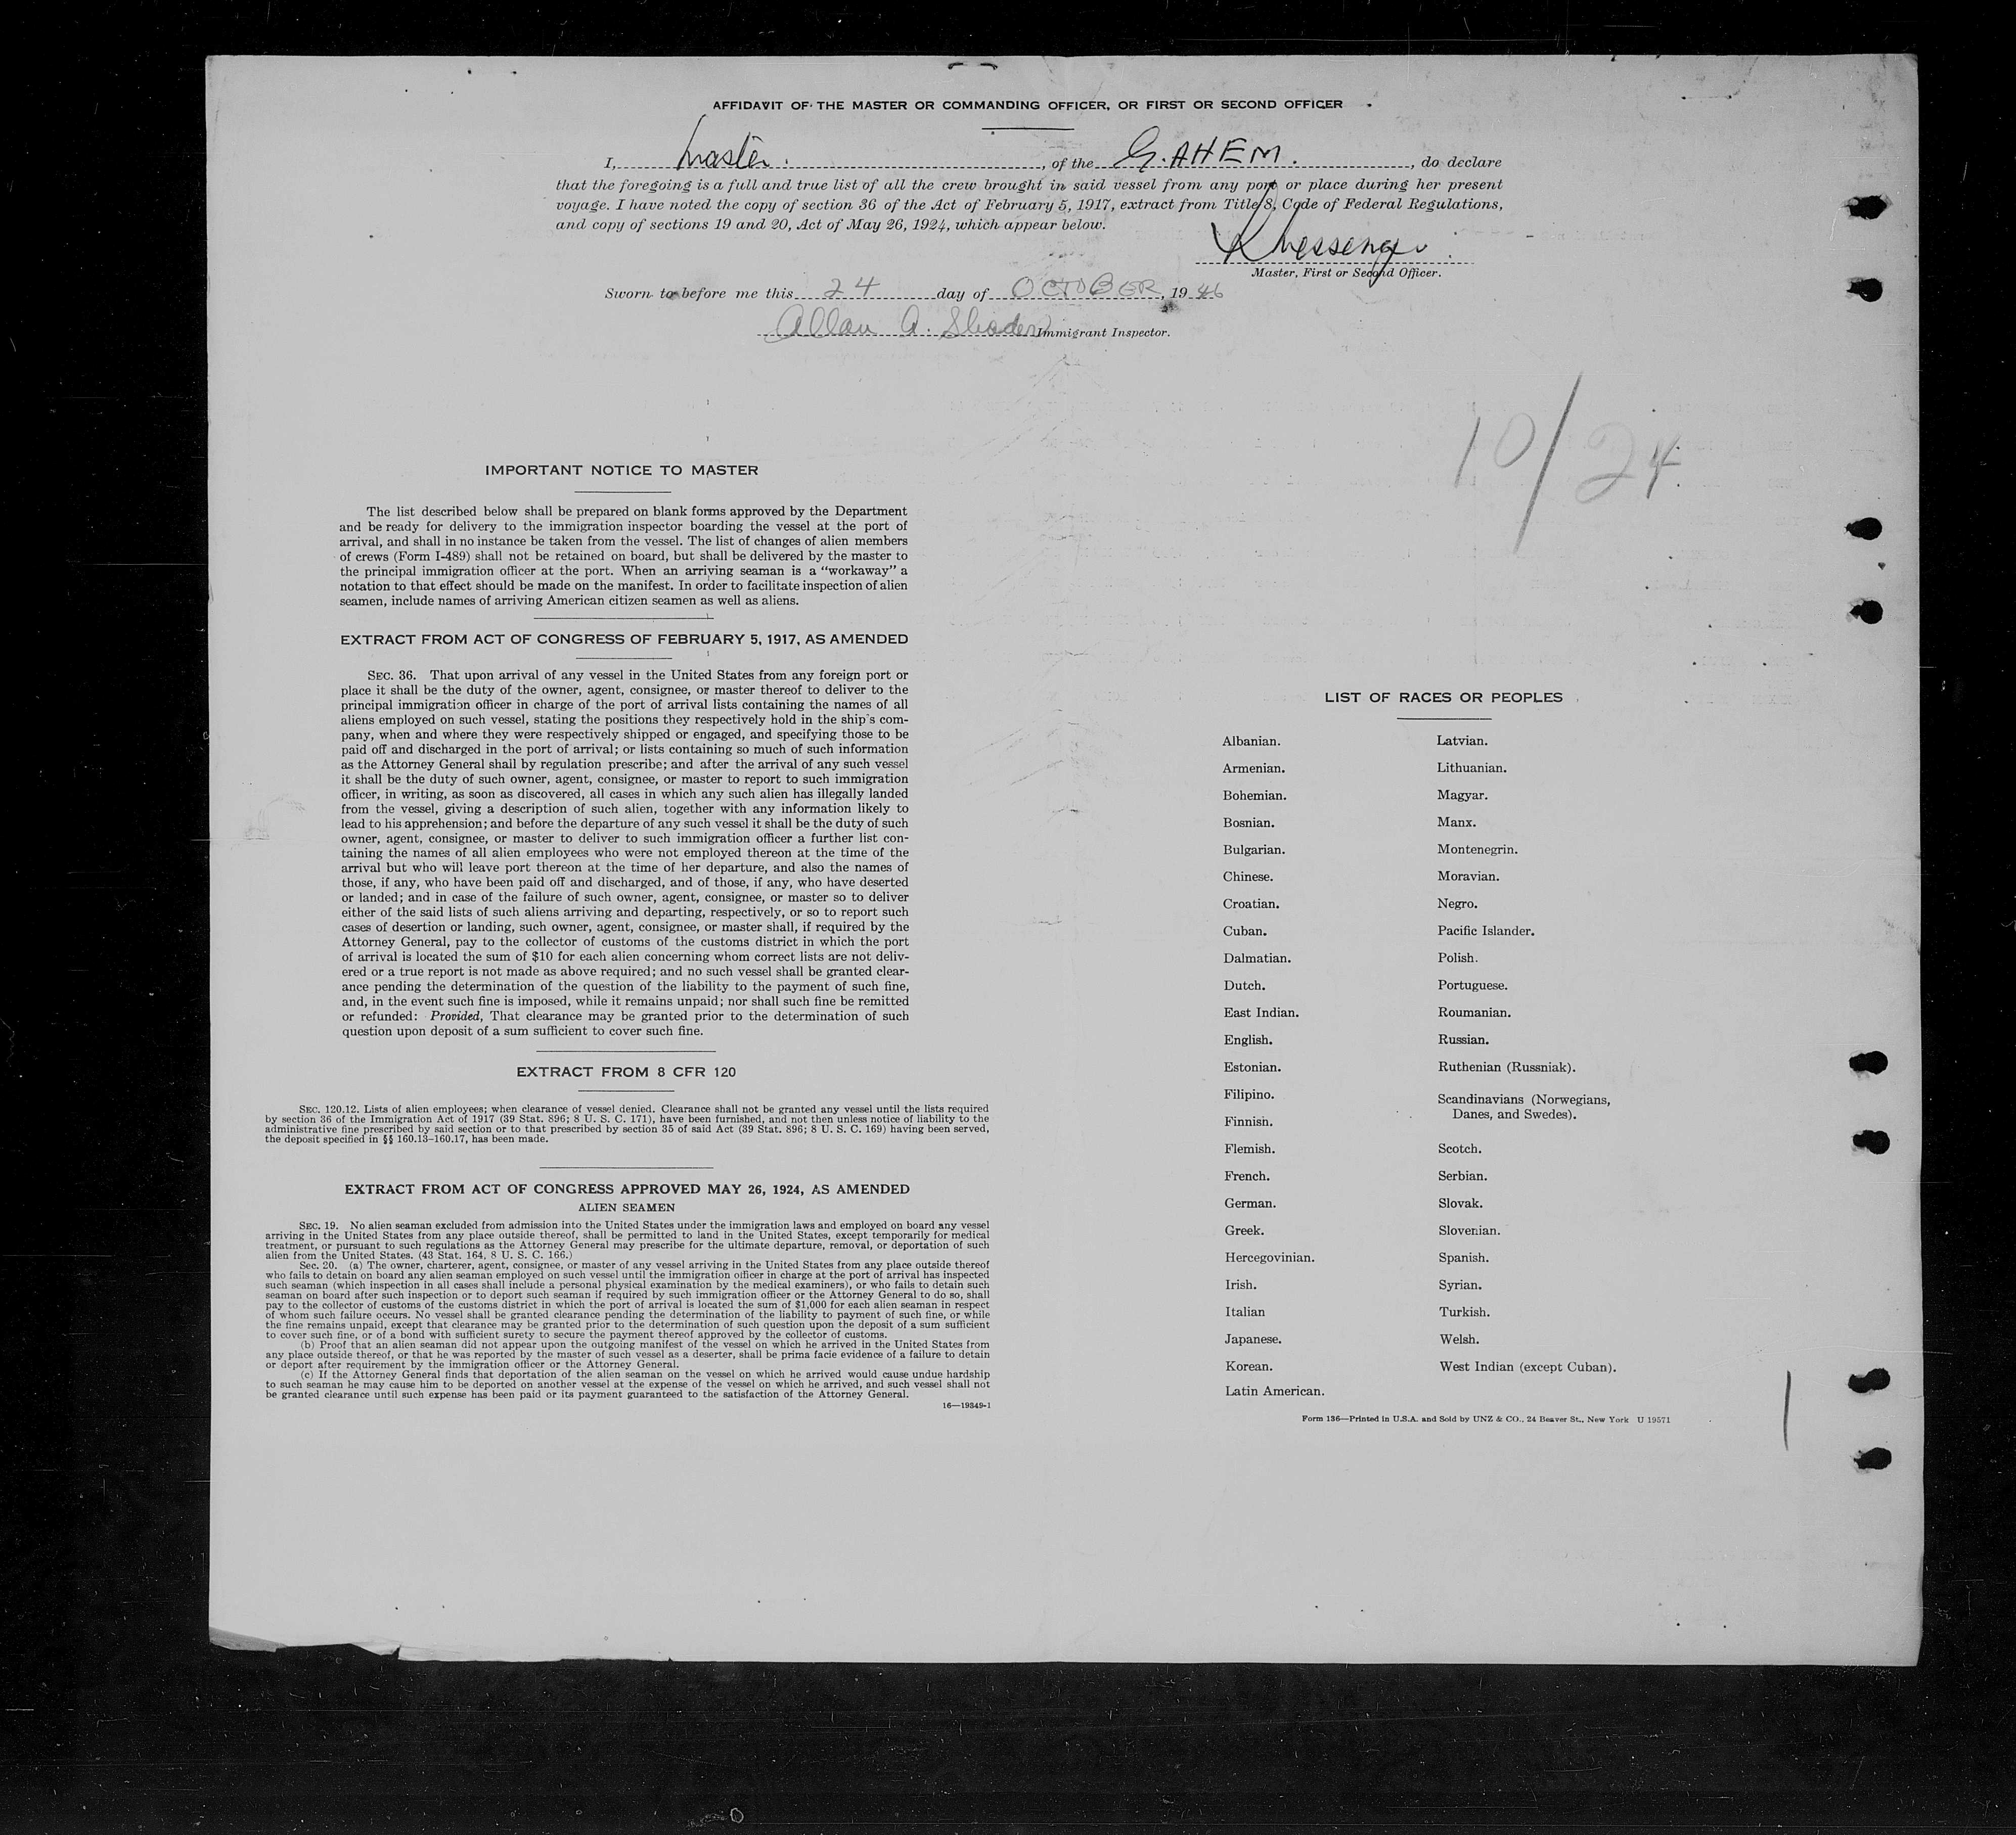 AFFIDAVIT OF THE MASTER OR COMMANDING OFFICER, OR FIRST OR SECOND OFFICER
I, Master. , of the G. AHEM. , do declare
that the foregoing is a full and true list of all the crew brought in said vessel from any port or place during her present
voyage. I have noted the copy of section 36 of the Act of February 5, 1917, extract from Title 8, Code of Federal Regulations,
and copy of sections 19 and 20, Act of May 26, 1924, which appear below.
Master, First or Second Officer.
Sworn to before me this 24 day of OCTOBER, 1946
Allan A. Immigrant Inspector.
10/24
IMPORTANT NOTICE TO MASTER
The list described below shall be prepared on blank forms approved by the Department
and be ready for delivery to the immigration inspector boarding the vessel at the port of
arrival, and shall in no instance be taken from the vessel. The list of changes of alien members
of crews (Form I-489) shall not be retained on board, but shall be delivered by the master to
the principal immigration officer at the port. When an arriving seaman is a "workaway" a
notation to that effect should be made on the manifest. In order to facilitate inspection of alien
seamen, include names of arriving American citizen seamen as well as aliens.
EXTRACT FROM ACT OF CONGRESS OF FEBRUARY 5, 1917, AS AMENDED
SEC. 36. That upon arrival of any vessel in the United States from any foreign port or
place it shall be the duty of the owner, agent, consignee, or master thereof to deliver to the
principal immigration officer in charge of the port of arrival lists containing the names of all
aliens employed on such vessel, stating the positions they respectively hold in the ship's com-
pany, when and where they were respectively shipped or engaged, and specifying those to be
paid off and discharged in the port of arrival; or lists containing so much of such information
as the Attorney General shall by regulation prescribe; and after the arrival of any such vessel
it shall be the duty of such owner, agent, consignee, or master to report to such immigration
officer, in writing, as soon as discovered, all cases in which any such alien has illegally landed
from the vessel, giving a description of such alien, together with any information likely to
lead to his apprehension; and before the departure of any such vessel it shall be the duty of such
owner, agent, consignee, or master to deliver to such immigration officer a further list con-
taining the names of all alien employees who were not employed thereon at the time of the
arrival but who will leave port thereon at the time of her departure, and also the names of
those, if any, who have been paid off and discharged, and of those, if any, who have deserted
or landed; and in case of the failure of such owner, agent, consignee, or master so to deliver
either of the said lists of such aliens arriving and departing, respectively, or so to report such
cases of desertion or landing, such owner, agent, consignee, or master shall, if required by the
Attorney General, pay to the collector of customs of the customs district in which the port
of arrival is located the sum of $10 for each alien concerning whom correct lists are not deliv-
ered or a true report is not made as above required; and no such vessel shall be granted clear-
ance pending the determination of the question of the liability to the payment of such fine,
and, in the event such fine is imposed, while it remains unpaid; nor shall such fine be remitted
or refunded: Provided, That clearance may be granted prior to the determination of such
question upon deposit of a sum sufficient to cover such fine.
EXTRACT FROM 8 CFR 120
SEC. 120.12. Lists of alien employees; when clearance of vessel denied. Clearance shall not be granted any vessel until the lists required
by section 36 of the Immigration Act of 1917 (39 Stat. 896; 8 U. S. C. 171), have been furnished, and not then unless notice of liability to the
administrative fine prescribed by said section or to that prescribed by section 35 of said Act (39 Stat. 896; 8 U. S. C. 169) having been served,
the deposit specified in §§ 160.13–160.17, has been made.
EXTRACT FROM ACT OF CONGRESS APPROVED MAY 26, 1924, AS AMENDED
ALIEN SEAMEN
SEC. 19. No alien seaman excluded from admission into the United States under the immigration laws and employed on board any vessel
arriving in the United States from any place outside thereof, shall be permitted to land in the United States, except temporarily for medical
treatment, or pursuant to such regulations as the Attorney General may prescribe for the ultimate departure, removal, or deportation of such
alien from the United States. (43 Stat. 164, 8 U. S. C. 166.)
Sec. 20. (a) The owner, charterer, agent, consignee, or master of any vessel arriving in the United States from any place outside thereof
who fails to detain on board any alien seaman employed on such vessel until the immigration officer in charge at the port of arrival has inspected
such seaman (which inspection in all cases shall include a personal physical examination by the medical examiners), or who fails to detain such
seaman on board after such inspection or to deport such seaman if required by such immigration officer or the Attorney General to do so, shall
pay to the collector of customs of the customs district in which the port of arrival is located the sum of $1,000 for each alien seaman in respect
of whom such failure occurs. No vessel shall be granted clearance pending the determination of the liability to payment of such fine, or while
the fine remains unpaid, except that clearance may be granted prior to the determination of such question upon the deposit of a sum sufficient
to cover such fine, or of a bond with sufficient surety to secure the payment thereof approved by the collector of customs.
(b) Proof that an alien seaman did not appear upon the outgoing manifest of the vessel on which he arrived in the United States from
any place outside thereof, or that he was reported by the master of such vessel as a deserter, shall be prima facie evidence of a failure to detain
or deport after requirement by the immigration officer or the Attorney General.
(c) If the Attorney General finds that deportation of the alien seaman on the vessel on which he arrived would cause undue hardship
to such seaman he may cause him to be deported on another vessel at the expense of the vessel on which he arrived, and such vessel shall not
be granted clearance until such expense has been paid or its payment guaranteed to the satisfaction of the Attorney General.
16—19849-1
LIST OF RACES OR PEOPLES
Albanian.
Armenian.
Bohemian.
Bosnian.
Bulgarian.
Chinese.
Croatian.
Cuban.
Dalmatian.
Dutch.
East Indian.
English.
Estonian.
Filipino.
Finnish.
Flemish.
French.
German.
Greek.
Hercegovinian.
Irish.
Italian
Japanese.
Korean.
Latin American.
Latvian.
Lithuanian.
Magyar.
Manx.
Montenegrin.
Moravian.
Negro.
Pacific Islander.
Polish.
Portuguese.
Roumanian.
Russian.
Ruthenian (Russniak).
Scandinavians (Norwegians,
Danes, and Swedes).
Scotch.
Serbian.
Slovak.
Slovenian.
Spanish.
Syrian.
Turkish.
Welsh.
West Indian (except Cuban).
Form 136—Printed in U.S.A. and Sold by UNZ & CO., 24 Beaver St., New York U 19571